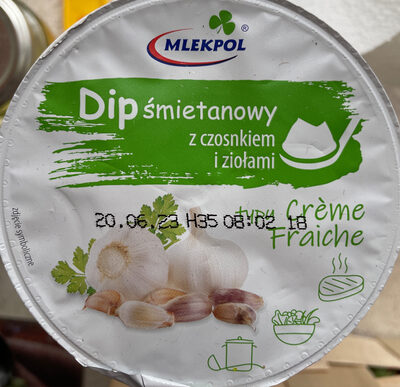 MLEKPOL ®
Dip śmietanowy
z czosnkiem
i ziołami
typu Crème
Fraiche
20.06.23 H35 08:02 18
zdjęcie symboliczne